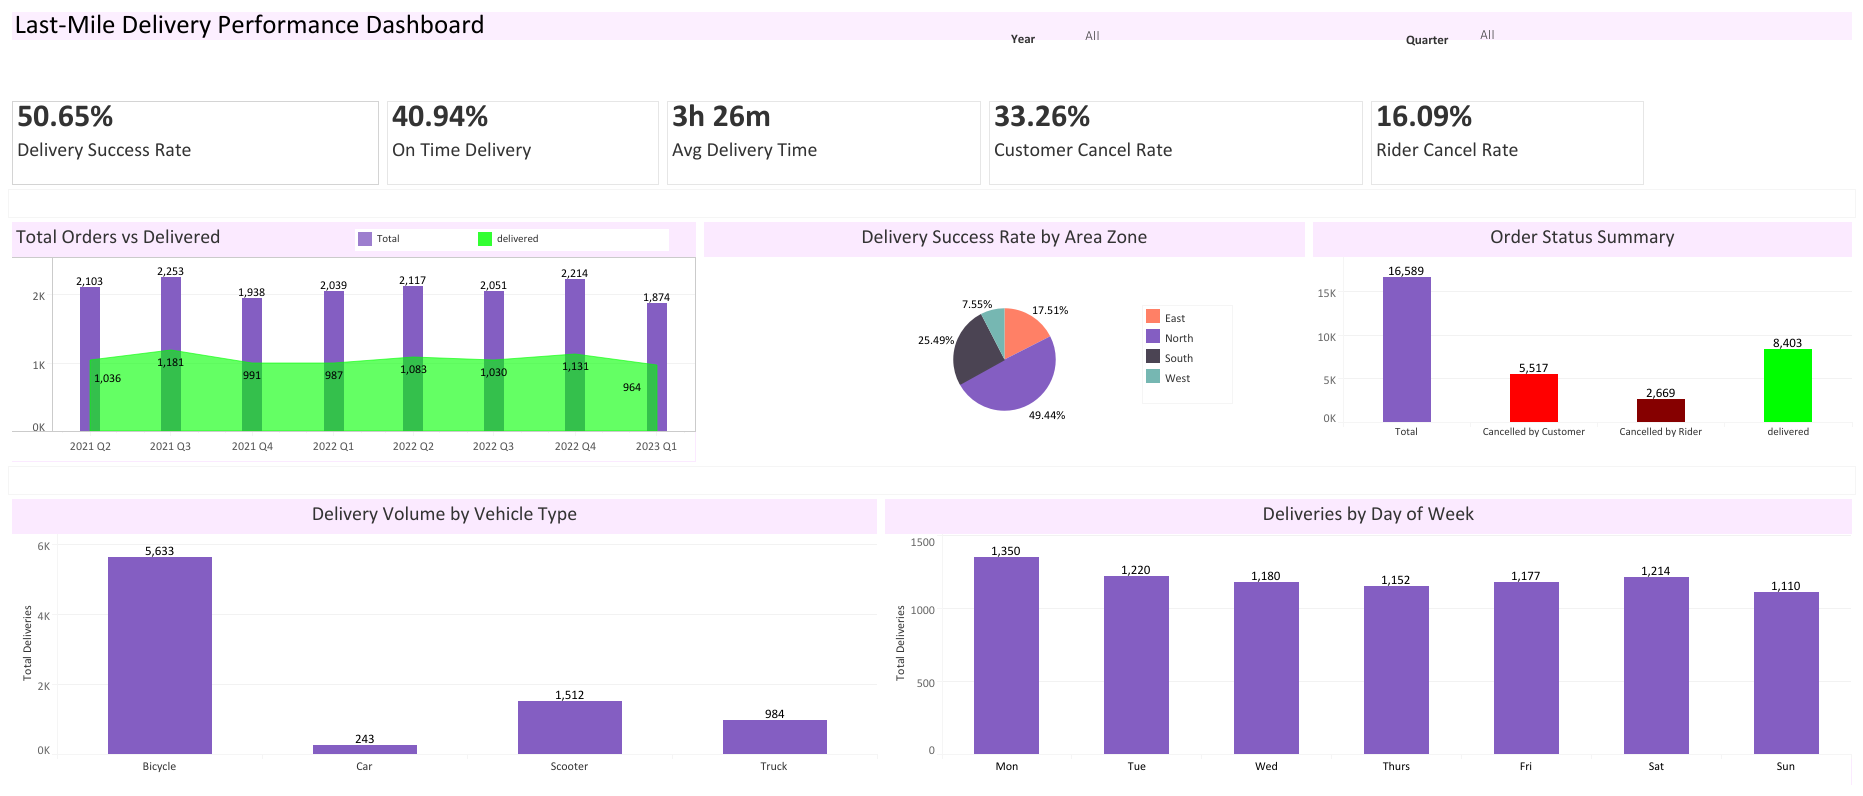 Last-Mile Delivery Performance Dashboard
Year All Quarter All
50.65%
Delivery Success Rate
40.94%
On Time Delivery
3h 26m
Avg Delivery Time
33.26%
Customer Cancel Rate
16.09%
Rider Cancel Rate
Total Orders vs Delivered
Total delivered
2,103 2,253 1,938 2,039 2,117 2,051 2,214 1,874
2K
1K
0K
1,036 1,181 991 987 1,083 1,030 1,131 964
2021 Q2 2021 Q3 2021 Q4 2022 Q1 2022 Q2 2022 Q3 2022 Q4 2023 Q1
Delivery Success Rate by Area Zone
7.55% 17.51%
25.49%
49.44%
East
North
South
West
Order Status Summary
16,589 5,517 2,669 8,403
15K
10K
5K
0K
Total Cancelled by Customer Cancelled by Rider delivered
Delivery Volume by Vehicle Type
Total Deliveries
6K
4K
2K
0K
5,633 243 1,512 984
Bicycle Car Scooter Truck
Deliveries by Day of Week
Total Deliveries
1500
1000
500
0
1,350 1,220 1,180 1,152 1,177 1,214 1,110
Mon Tue Wed Thurs Fri Sat Sun